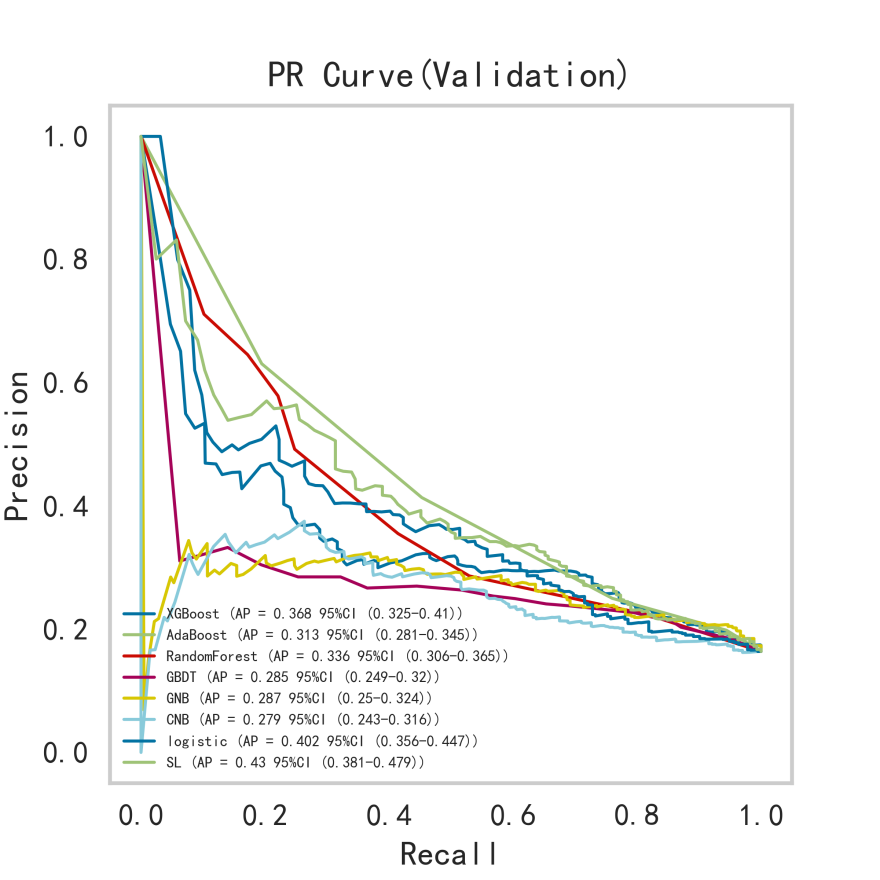 PR Curve(Validation)
1.0
0.8
0.6
0.4
0.2
0.0
Precision
XGBoost (AP = 0.368 95%CI (0.325-0.41))
AdaBoost (AP = 0.313 95%CI (0.281-0.345))
RandomForest (AP = 0.336 95%CI (0.306-0.365))
GBDT (AP = 0.285 95%CI (0.249-0.32))
GNB (AP = 0.287 95%CI (0.25-0.324))
CNB (AP = 0.279 95%CI (0.243-0.316))
logistic (AP = 0.402 95%CI (0.356-0.447))
SL (AP = 0.43 95%CI (0.381-0.479))
0.0 0.2 0.4 0.6 0.8 1.0
Recall